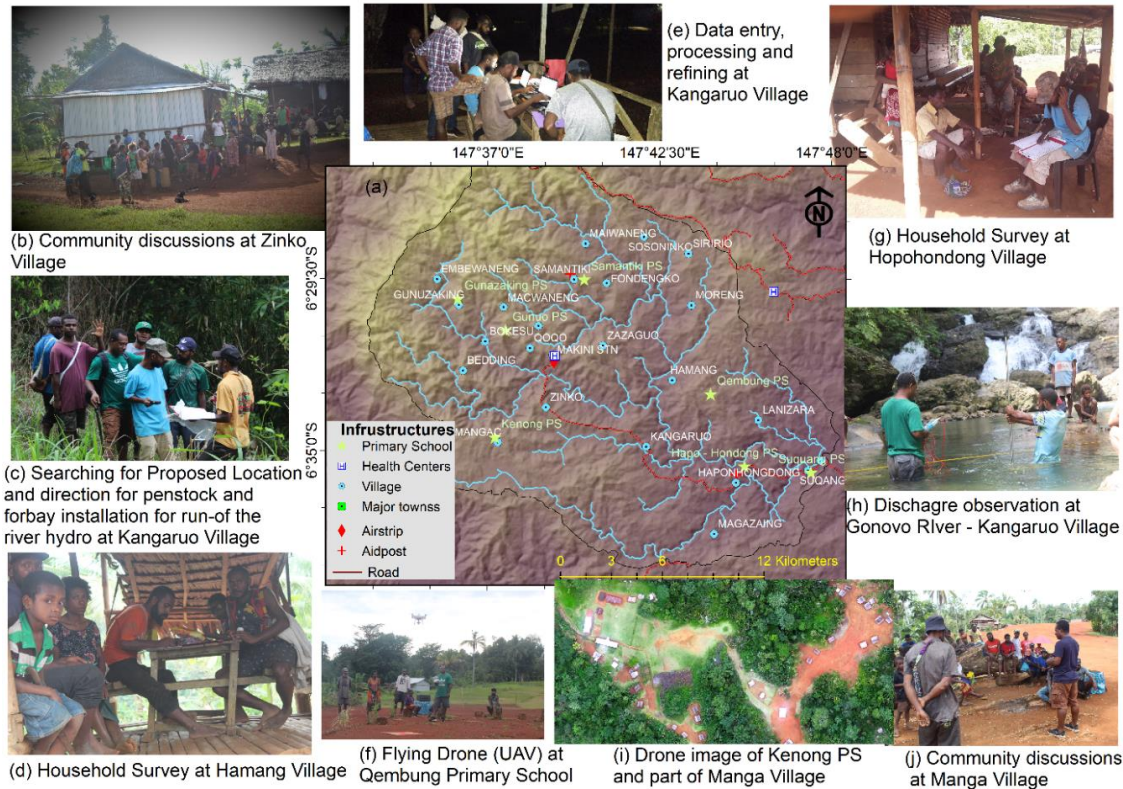 (b) Community discussions at Zinko
Village
(c) Searching for Proposed Location
and direction for penstock and
forbay installation for run-of the
river hydro at Kangaruo Village
(d) Household Survey at Hamang Village
(e) Data entry,
processing and
refining at
Kangaruo Village
147°37'0"E
147°42'30"E
147°48'0"E
6°29'30"S
6°35'0"S
(a)
N
MAIWANENG
SOSONINKO
SIRIRIO
EMBEWANENG
SAMANTIKI
Samantiki PS
Gunazaking PS
FONDENGKO
GUNUZAKING
MACWANENG
MORENG
Gunuo PS
BOKESU
QOQO
ZAZAGUO
MAKINI STN
BEDDING
HAMANG
Qembung PS
ZINKO
LANIZARA
MANGAC
Kenong PS
KANGARUO
Hapo - Hondong PS
Suquang PS
HAPONHONGDONG
SUQANG
MAGAZAING
Infrustructures
Primary School
H Health Centers
Village
Major townss
Airstrip
Aidpost
Road
0 3 6 12 Kilometers
(f) Flying Drone (UAV) at
Qembung Primary School
(g) Household Survey at
Hopohondong Village
(h) Dischagre observation at
Gonovo RIver - Kangaruo Village
(i) Drone image of Kenong PS
and part of Manga Village
(j) Community discussions
at Manga Village